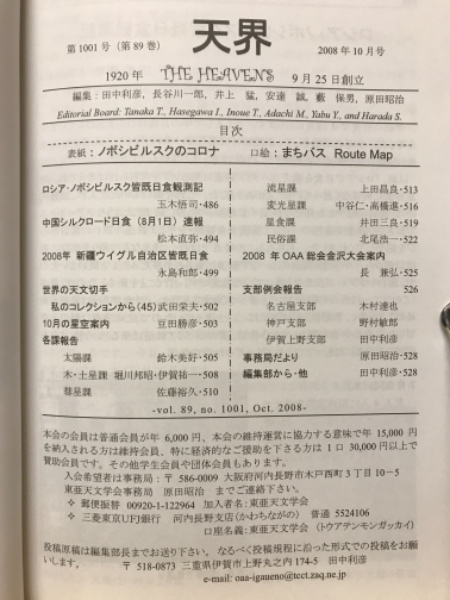 第1001号（第89巻） 天界 2008年10月号
1920年 THE HEAVENS 9月25日創立
編集：田中利彦，長谷川一郎，井上 猛，安達 誠，藪 保男，原田昭治
Editorial Board: Tanaka T., Hasegawa I., Inoue T., Adachi M., Yabu Y., and Harada S.
目次
表紙：ノボシビルスクのコロナ 口絵：まちバス Route Map
ロシア・ノボシビルスク皆既日食観測記
玉木悟司・486
中国シルクロード日食（8月1日）速報
松本直弥・494
2008年 新疆ウイグル自治区皆既日食
永島和郎・499
世界の天文切手
私のコレクションから(45) 武田栄夫・502
10月の星空案内 豆田勝彦・503
各課報告
太陽課 鈴木美好・505
木・土星課 堀川邦昭・伊賀祐一・508
彗星課 佐藤裕久・510
流星課 上田昌良・513
変光星課 中谷仁・高橋進・516
星食課 井田三良・519
民俗課 北尾浩一・522
2008 年 OAA 総会金沢大会案内
長 兼弘・525
支部例会報告 526
名古屋支部 木村達也
神戸支部 野村敏郎
伊賀上野支部 田中利彦
事務局だより 原田昭治・528
編集部から・他 田中利彦・528
-vol. 89, no. 1001, Oct. 2008-
本会の会員は普通会員が年 6,000円、本会の維持運営に協力する意味で年 15,000 円
を納入される方は維持会員、特に経済的なご援助を下さる方は 1 口 30,000円以上で
賛助会員です。その他学生会員や団体会員もあります。
入会希望者は事務局：〒 586-0009 大阪府河内長野市木戸西町３丁目 10－5
東亜天文学会事務局 原田昭治 までご連絡下さい。
❖ 郵便振替 00920-1-122964 加入者名：東亜天文学会
❖ 三菱東京UFJ銀行 河内長野支店(かわちながの) 普通 5524106
口座名義：東亜天文学会 （トウアテンモンガッカイ）
投稿原稿は編集部長までお送り下さい。 なるべく投稿規程に沿った形式での投稿をお願
いします。 〒 518-0873 三重県伊賀市上野丸之内 174-5 田中利彦
e-mail: oaa-igaueno@tcct.zaq.ne.jp